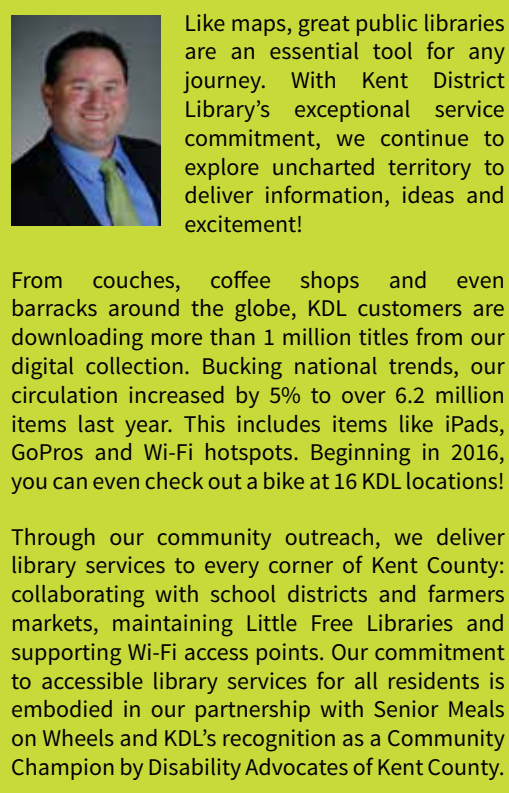 Like maps, great public libraries
are an essential tool for any
journey. With Kent District
Library’s exceptional service
commitment, we continue to
explore uncharted territory to
deliver information, ideas and
excitement!
From couches, coffee shops and even
barracks around the globe, KDL customers are
downloading more than 1 million titles from our
digital collection. Bucking national trends, our
circulation increased by 5% to over 6.2 million
items last year. This includes items like iPads,
GoPros and Wi-Fi hotspots. Beginning in 2016,
you can even check out a bike at 16 KDL locations!
Through our community outreach, we deliver
library services to every corner of Kent County:
collaborating with school districts and farmers
markets, maintaining Little Free Libraries and
supporting Wi-Fi access points. Our commitment
to accessible library services for all residents is
embodied in our partnership with Senior Meals
on Wheels and KDL’s recognition as a Community
Champion by Disability Advocates of Kent County.